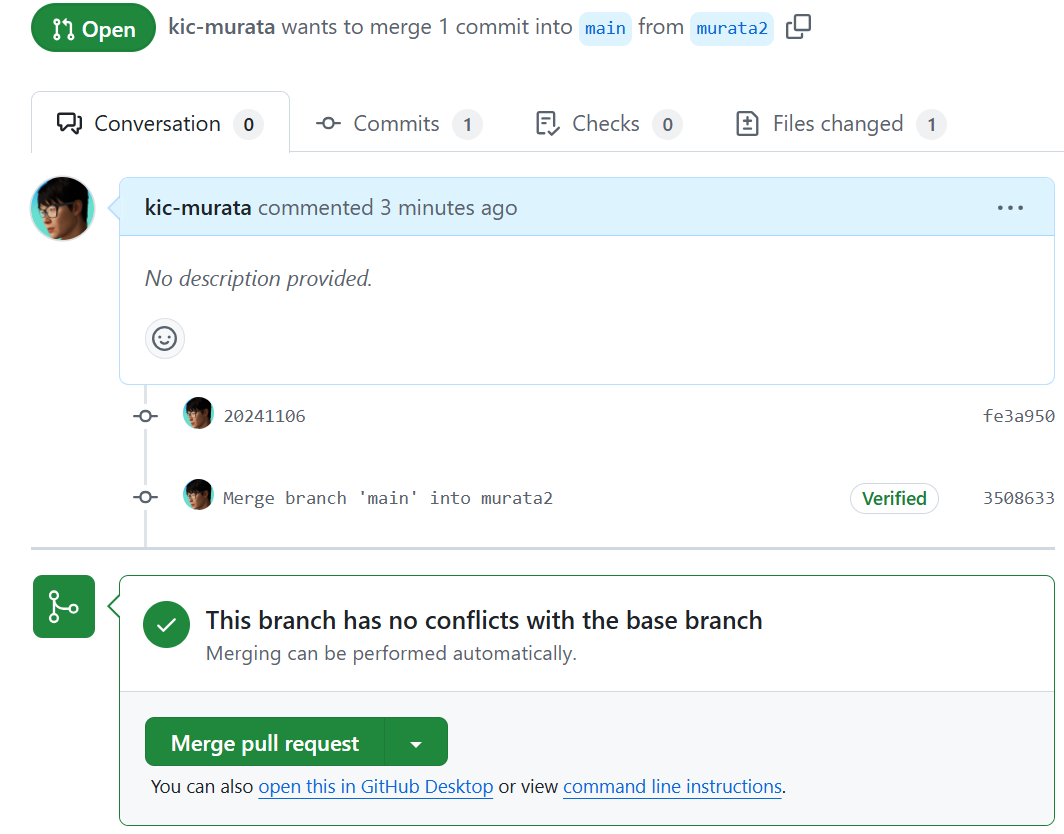 Open kic-murata wants to merge 1 commit into main from murata2
Conversation 0 Commits 1 Checks 0 Files changed 1
kic-murata commented 3 minutes ago
No description provided.
20241106 fe3a950
Merge branch 'main' into murata2 Verified 3508633
This branch has no conflicts with the base branch
Merging can be performed automatically.
Merge pull request
You can also open this in GitHub Desktop or view command line instructions.